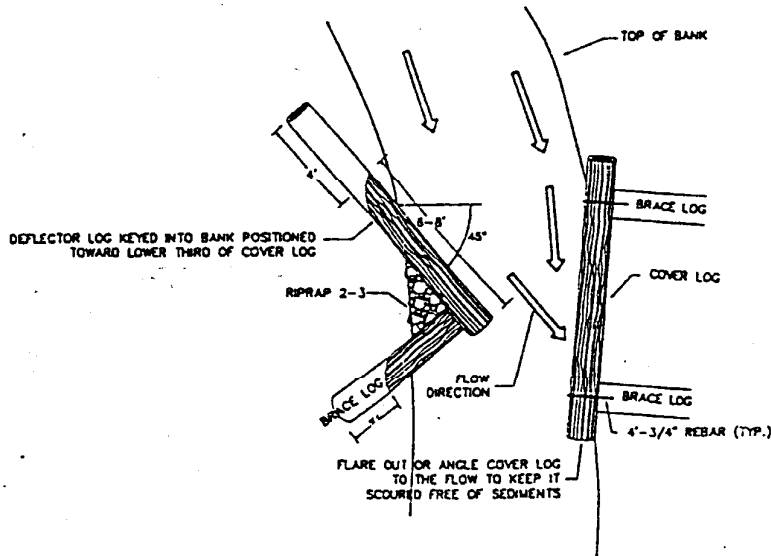 TOP OF BANK
4'
6-8'
45°
BRACE LOG
DEFLECTOR LOG KEYED INTO BANK POSITIONED
TOWARD LOWER THIRD OF COVER LOG
COVER LOG
RIPRAP 2-3
FLOW
DIRECTION
BRACE LOG
BRACE LOG
4'-3/4" REBAR (TYP.)
FLARE OUT OR ANGLE COVER LOG
TO THE FLOW TO KEEP IT
SCOURED FREE OF SEDIMENTS